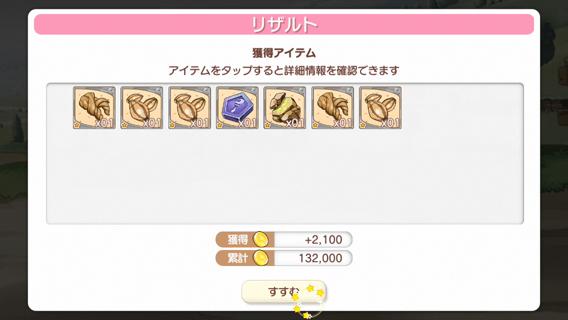 リザルト
獲得アイテム
アイテムをタップすると詳細情報を確認できます
x01 x01 x01 x01 x01 x01 x01
獲得 +2,100
累計 132,000
すすむ